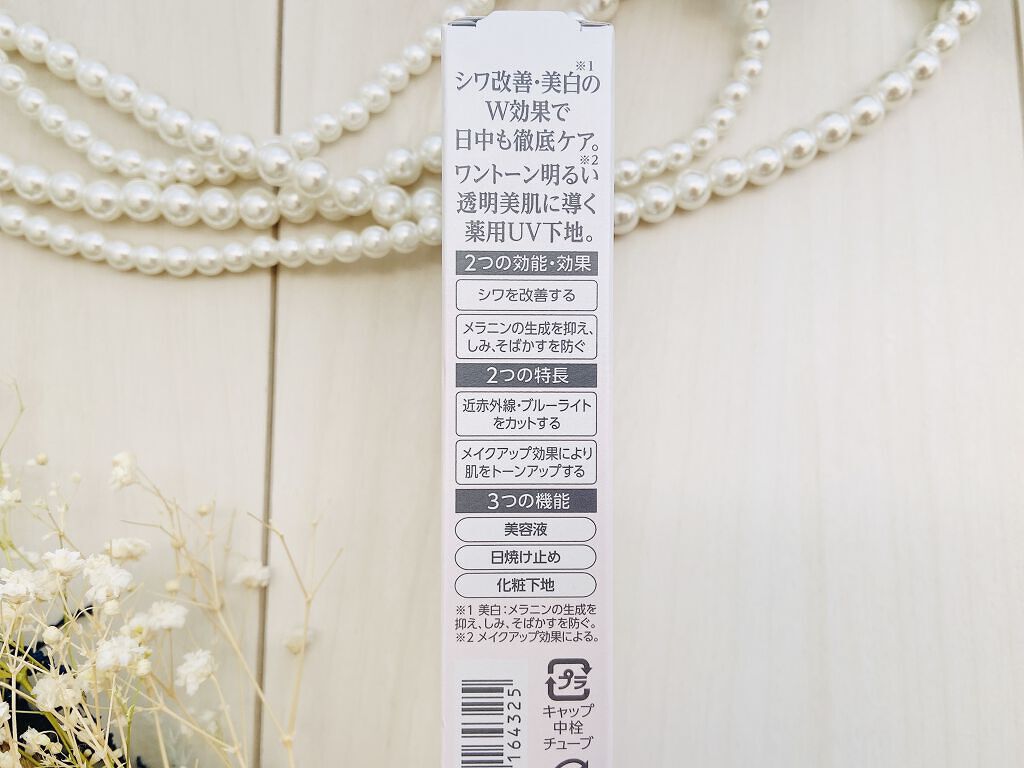 ※1
シワ改善・美白の
W効果で
日中も徹底ケア。
※2
ワントーン明るい
透明美肌に導く
薬用UV下地。
2つの効能・効果
シワを改善する
メラニンの生成を抑え、
しみ、そばかすを防ぐ
2つの特長
近赤外線・ブルーライト
をカットする
メイクアップ効果により
肌をトーンアップする
3つの機能
美容液
日焼け止め
化粧下地
※1 美白：メラニンの生成を
抑え、しみ、そばかすを防ぐ。
※2 メイクアップ効果による。
164325
プラ
キャップ
中栓
チューブ